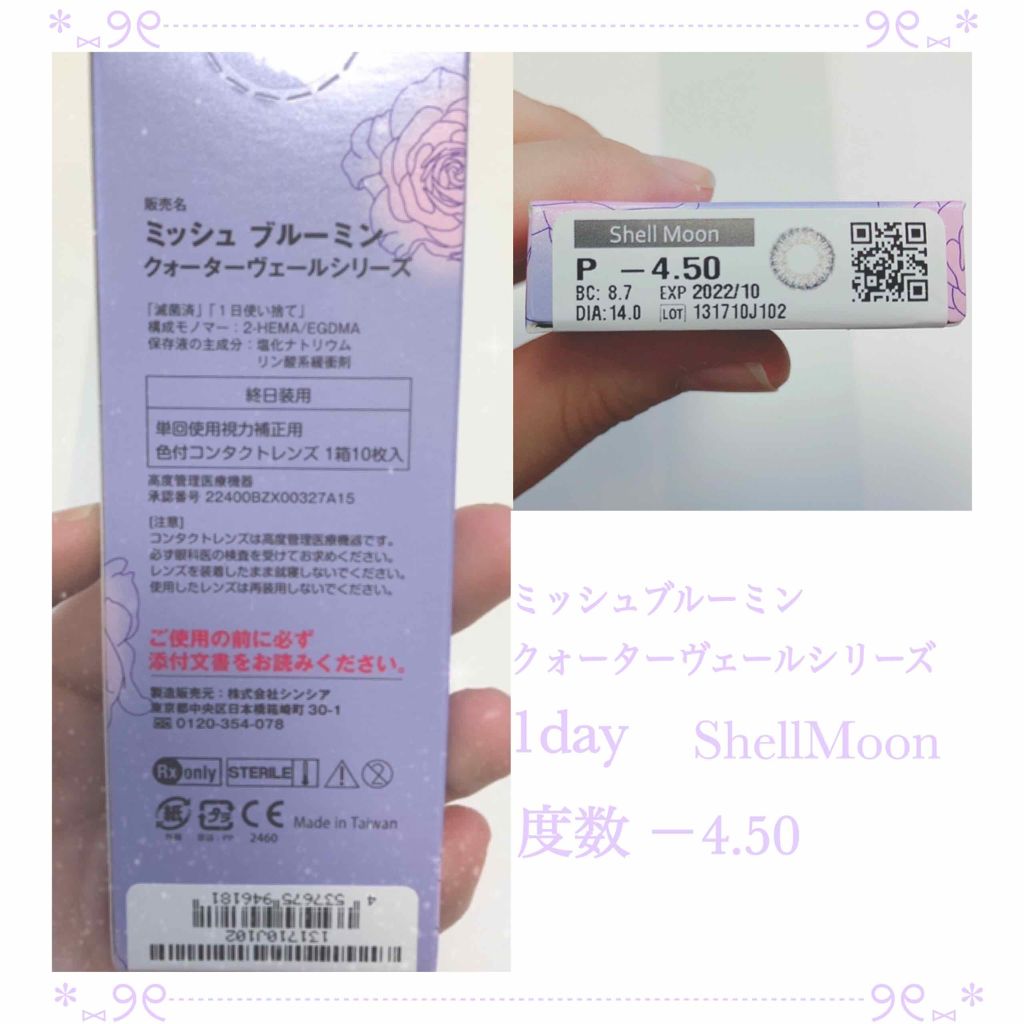 販売名
ミッシュ ブルーミン
クォーターヴェールシリーズ
「滅菌済」「1日使い捨て」
構成モノマー：2-HEMA/EGDMA
保存液の主成分：塩化ナトリウム
リン酸系緩衝剤
終日装用
単回使用視力補正用
色付コンタクトレンズ 1箱10枚入
高度管理医療機器
承認番号 22400BZX00327A15
[注意]
コンタクトレンズは高度管理医療機器です。
必ず眼科医の検査を受けてお求めください。
レンズを装着したまま就寝しないでください。
使用したレンズは再装用しないでください。
ご使用の前に必ず
添付文書をお読みください。
製造販売元：株式会社シンシア
東京都中央区日本橋箱崎町 30-1
0120-354-078
Rx only STERILE
紙 プラ CE Made in Taiwan
外箱 容器：PP 2460
4 537675 946181
131710J102
Shell Moon
P －4.50
BC: 8.7 EXP 2022/10
DIA: 14.0 LOT 131710J102
ミッシュブルーミン
クォーターヴェールシリーズ
1day ShellMoon
度数 －4.50